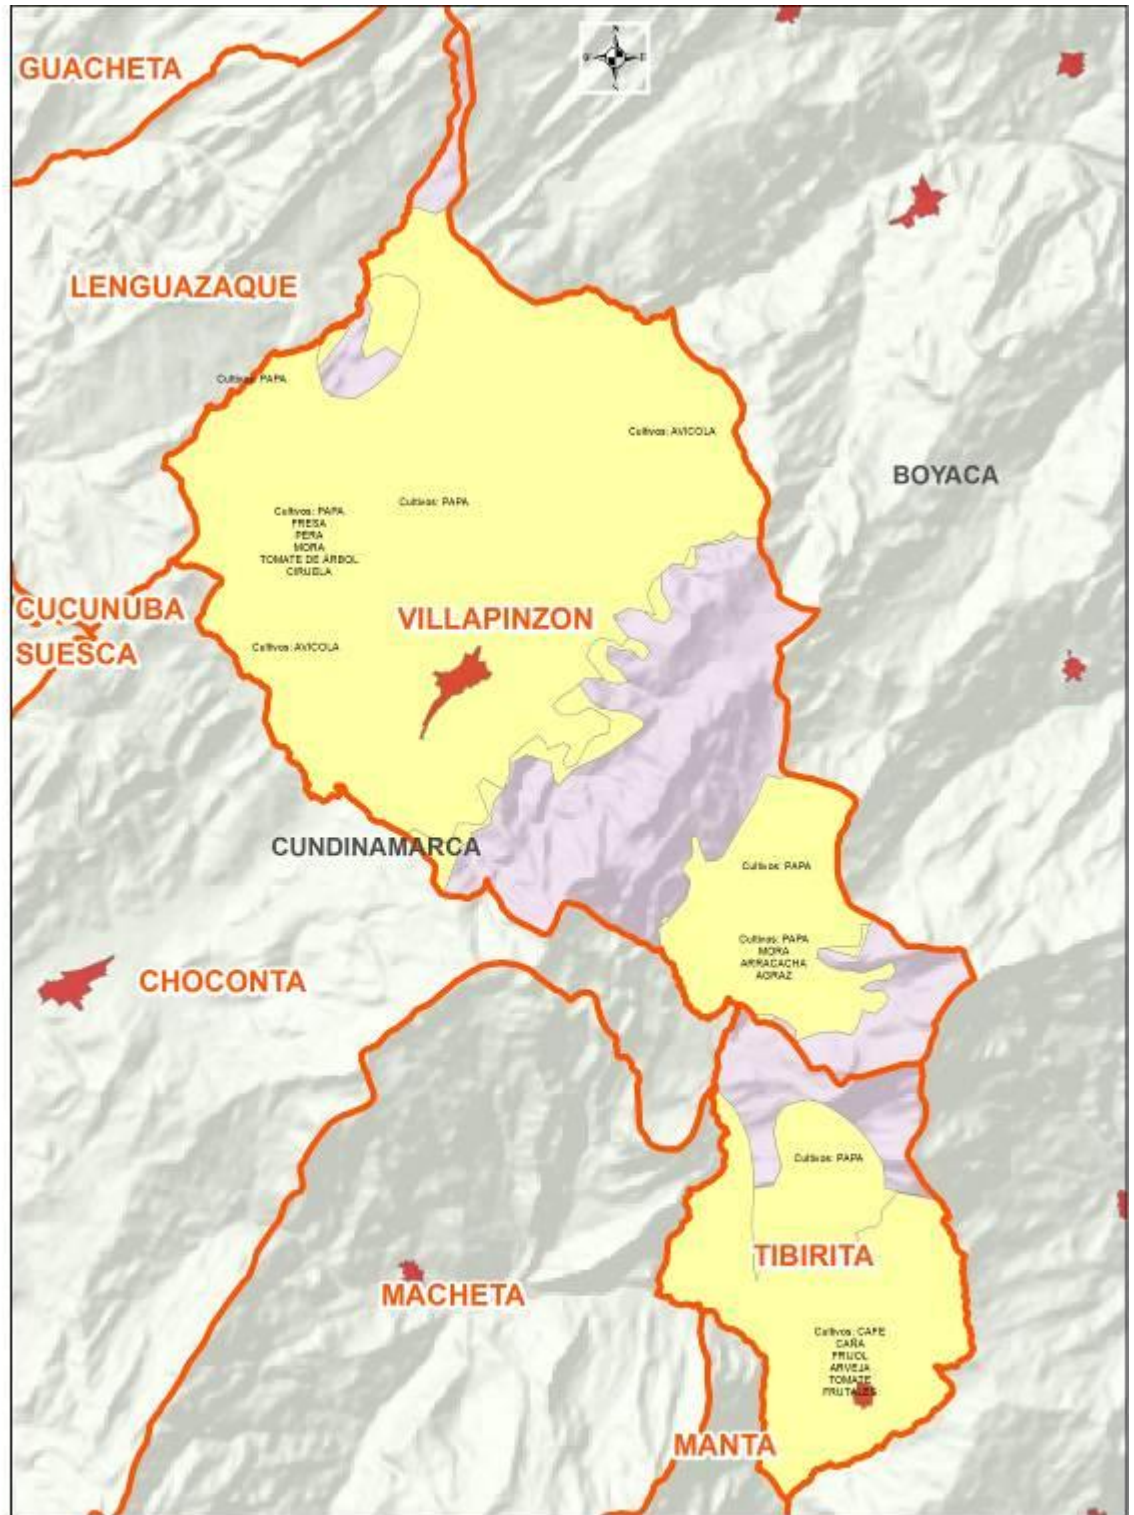 N
O
E
S
GUACHETA
LENGUAZAQUE
Cultivos: PAPA
Cultivos: AVICOLA
BOYACA
Cultivos: PAPA
Cultivos: PAPA
FRESA
PERA
MORA
TOMATE DE ÁRBOL
CIRUELA
CUCUNUBA
VILLAPINZON
SUESCA
Cultivos: AVICOLA
CUNDINAMARCA
Cultivos: PAPA
Cultivos: PAPA
MORA
ARRACACHA
AGRAZ
CHOCONTA
Cultivos: PAPA
TIBIRITA
MACHETA
Cultivos: CAFE
CAÑA
FRIJOL
ARVEJA
TOMATE
FRUTALES
MANTA